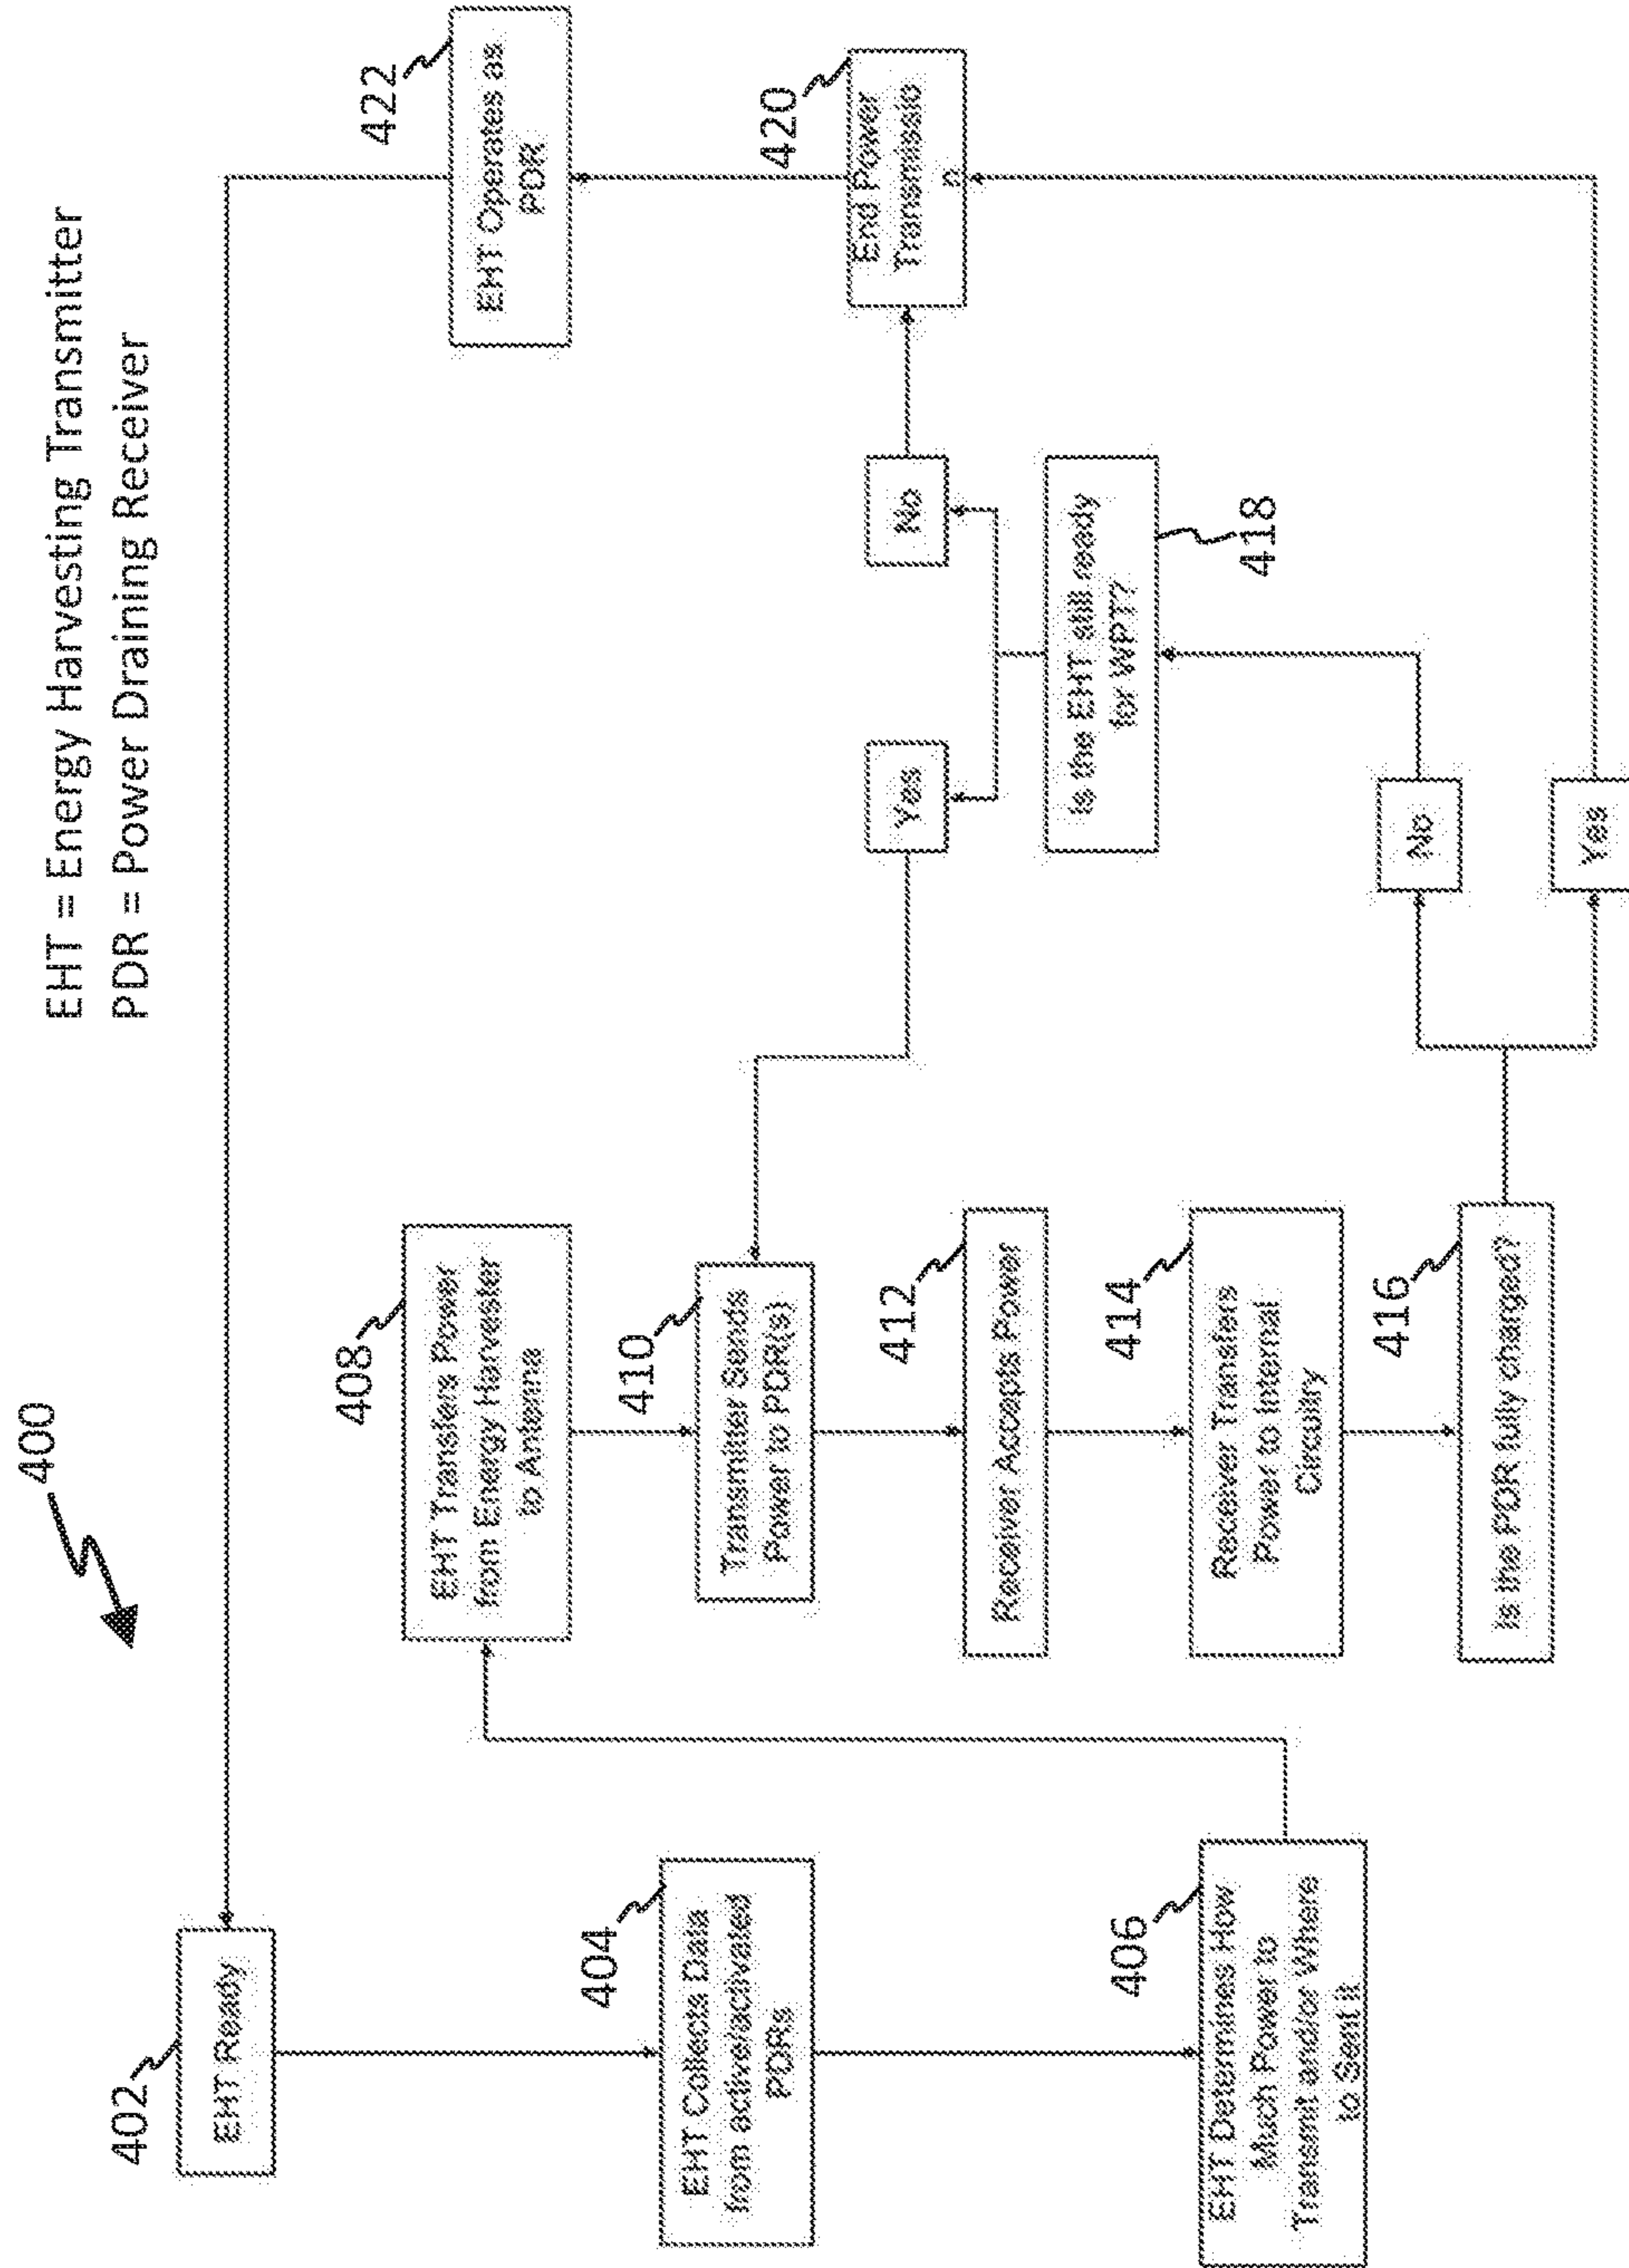 400
EHT = Energy Harvesting Transmitter
PDR = Power Draining Receiver
402
EHT Ready
404
EHT Collects Data
from active/activated
PDRs
406
EHT Determines How
Much Power to
Transmit and/or Where
to Sent it
408
EHT Transfers Power
from Energy Harvester
to Antenna
410
Transmitter Sends
Power to PDR(s)
412
Receiver Accepts Power
414
Receiver Transfers
Power to Internal
Circuitry
416
Is the PDR fully charged?
No
Yes
Is the EHT still ready
for WPT?
418
Yes
No
420
End Power
Transmissio
n
422
EHT Operates as
PDR